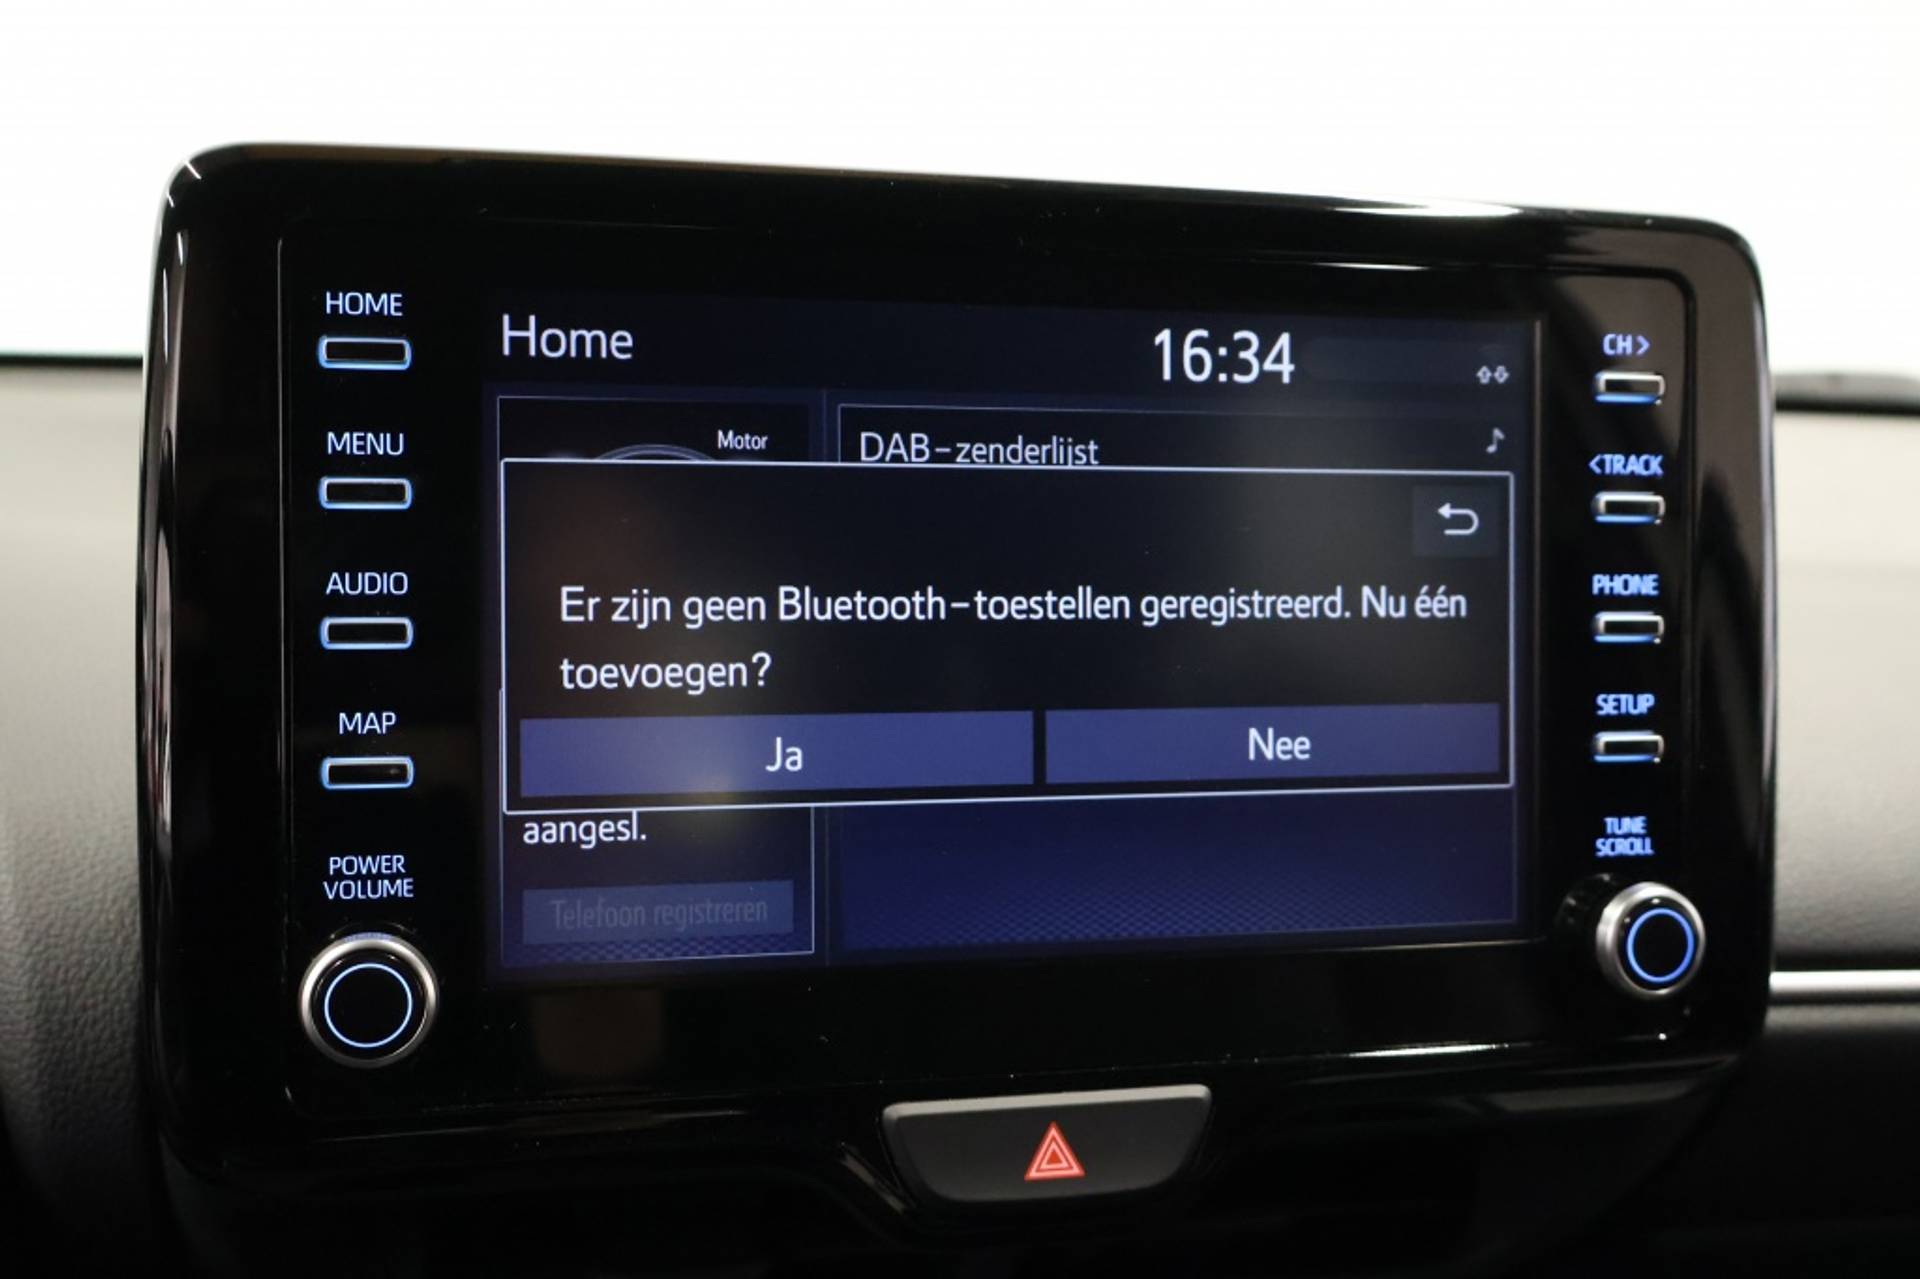 HOME
MENU
AUDIO
MAP
POWER
VOLUME
Home
16:34
Motor
DAB-zenderlijst
Er zijn geen Bluetooth-toestellen geregistreerd. Nu één
toevoegen?
Ja
Nee
aangesl.
Telefoon registreren
CH>
<TRACK
PHONE
SETUP
TUNE
SCROLL